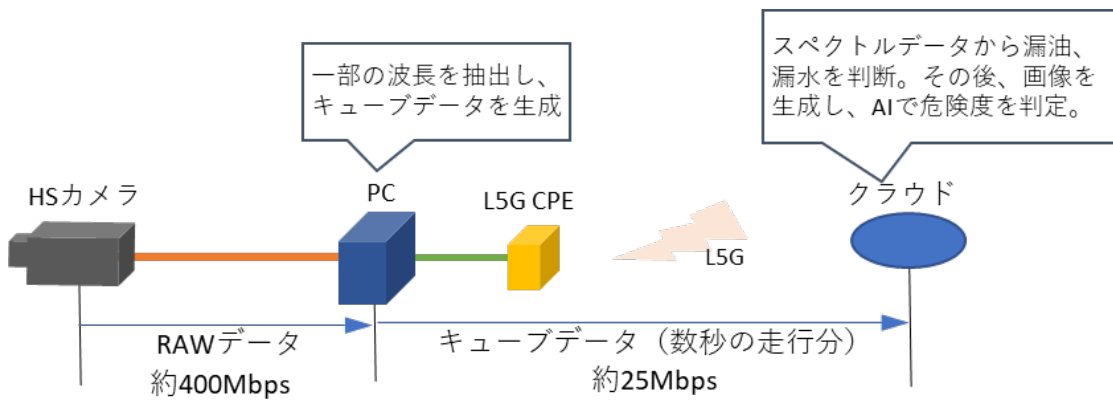 一部の波長を抽出し、
キューブデータを生成
スペクトルデータから漏油、
漏水を判断。その後、画像を
生成し、AIで危険度を判定。
HSカメラ
PC
L5G CPE
クラウド
L5G
RAWデータ
約400Mbps
キューブデータ（数秒の走行分）
約25Mbps